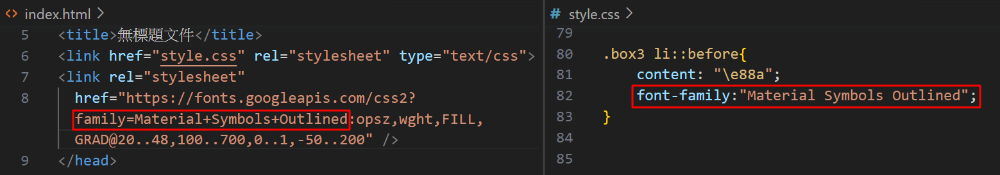 index.html
5 <title>無標題文件</title>
6 <link href="style.css" rel="stylesheet" type="text/css">
7 <link rel="stylesheet"
8 href="https://fonts.googleapis.com/css2?
family=Material+Symbols+Outlined:opsz,wght,FILL,
GRAD@20..48,100..700,0..1,-50..200" />
9 </head>
# style.css
79
80 .box3 li::before{
81 content: "\e88a";
82 font-family:"Material Symbols Outlined";
83 }
84
85